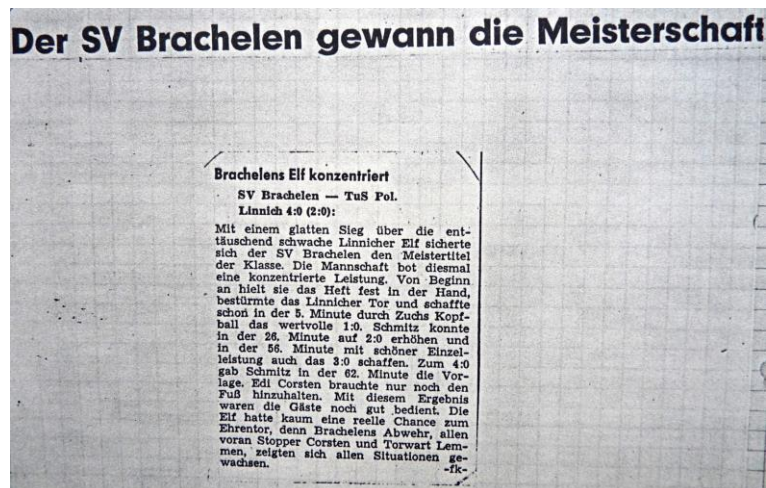 Der SV Brachelen gewann die Meisterschaft
Brachelens Elf konzentriert
SV Brachelen — TuS Pol.
Linnich 4:0 (2:0):
Mit einem glatten Sieg über die ent-
täuschend schwache Linnicher Elf sicherte
sich der SV Brachelen den Meistertitel
der Klasse. Die Mannschaft bot diesmal
eine konzentrierte Leistung. Von Beginn
an hielt sie das Heft fest in der Hand,
bestürmte das Linnicher Tor und schaffte
schon in der 5. Minute durch Zuchs Kopf-
ball das wertvolle 1:0. Schmitz konnte
in der 26. Minute auf 2:0 erhöhen und
in der 56. Minute mit schöner Einzel-
leistung auch das 3:0 schaffen. Zum 4:0
gab Schmitz in der 62. Minute die Vor-
lage. Edi Corsten brauchte nur noch den
Fuß hinzuhalten. Mit diesem Ergebnis
waren die Gäste noch gut bedient. Die
Elf hatte kaum eine reelle Chance zum
Ehrentor, denn Brachelens Abwehr, allen
voran Stopper Corsten und Torwart Lem-
men, zeigten sich allen Situationen ge-
wachsen. -fk-